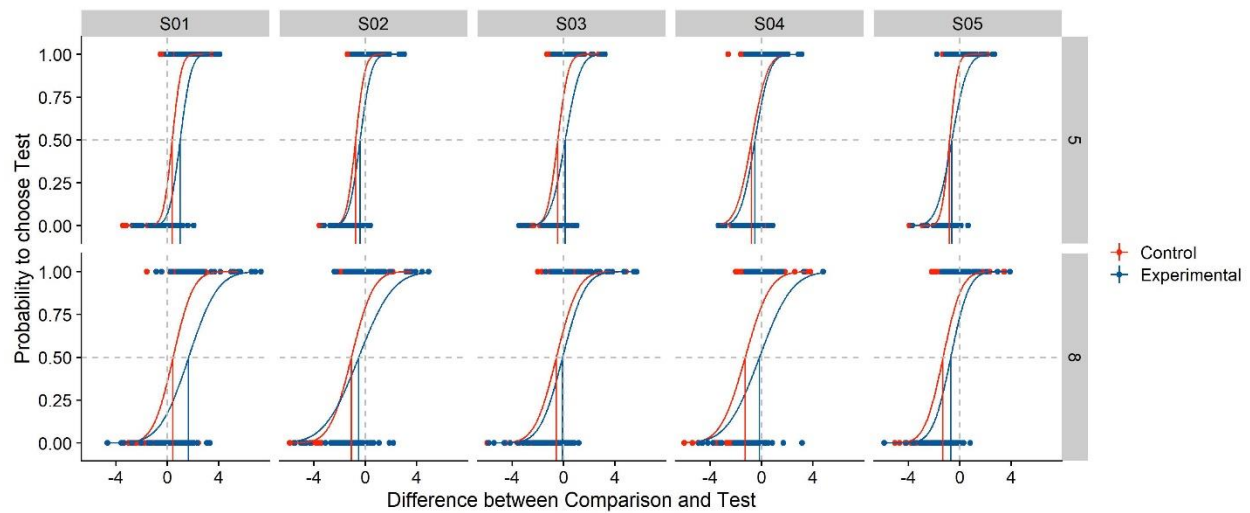 S01 S02 S03 S04 S05
1.00
0.75
0.50
0.25
0.00
5
1.00
0.75
0.50
0.25
0.00
8
Probability to choose Test
-4 0 4 -4 0 4 -4 0 4 -4 0 4 -4 0 4
Difference between Comparison and Test
Control
Experimental